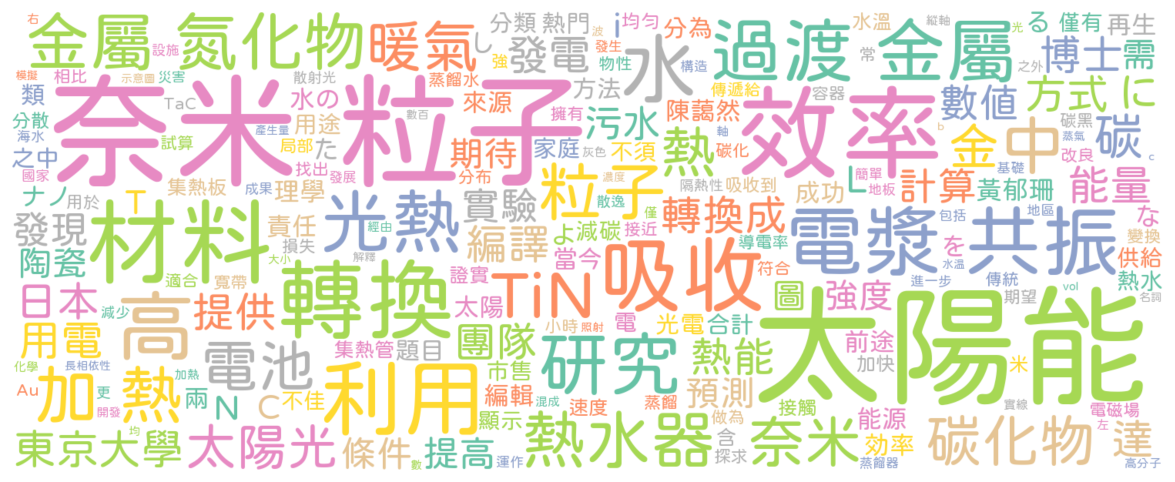 右
金屬
氮化物
設施
暖氣
し
分類
熱門
發電
i
均勻
波
發生
強
物性
水
分為
構造
過渡
金屬
水溫
縱軸
常
る
僅有
再生
光
之外
博士
需
模擬
相比
示意圖
災害
散射光
蒸餾水
方法
傳遞給
容器
類
奈米粒子
TaC
水の
來源
數百
擁有
污水
陳藹然
效率
數值
方式
に
分散
海水
試算
產生量
用途
局部
た
期待
家庭
不須
熱
軸
碳化
b
金
中
碳黑
蒸氣
碳
c
之中
國家
找出
發展
分布
灰色
粒子
濃度
隔熱性
吸收到
簡單
地板
基礎
改良
ナノ
用於
T
集熱板
成果
理學
實驗
散逸
僅
轉換成
成功
L
計算
黃郁珊
能量
發現
材料
責任
損失
光熱
經由
編譯
よ
減碳
接近
導電率
電漿
包括
を
共振
地區
な
變換
陶瓷
適合
寬帶
大小
解釋
證實
當今
符合
水溫
進一步
傳統
vol
期望
供給
熱水
名詞
日本
減少
提供
轉換
太陽
TiN
吸收
圖
強度
太陽能
用電
高
電池
集熱管
題目
團隊
小時
照射
電
光電
合計
前途
加快
化學
長相依性
市售
研究
熱能
米
Au
更
加熱
加熱
兩
開發
N
C
不佳
利用
編輯
顯示
混成
速度
蒸餾
預測
做為
接觸
能源
實線
電磁場
左
東京大學
均
太陽光
條件
數
提高
運作
熱水器
含
探求
奈米
效率
蒸餾器
碳化物
達
高分子